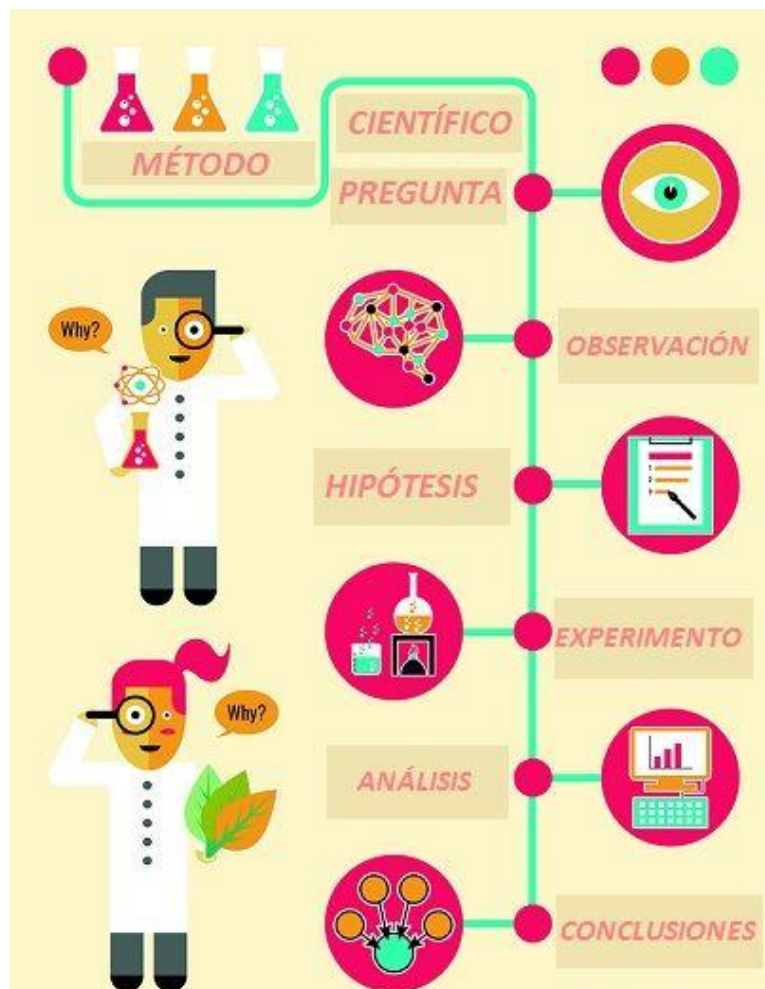 MÉTODO
CIENTÍFICO
PREGUNTA
Why?
OBSERVACIÓN
HIPÓTESIS
EXPERIMENTO
Why?
ANÁLISIS
CONCLUSIONES